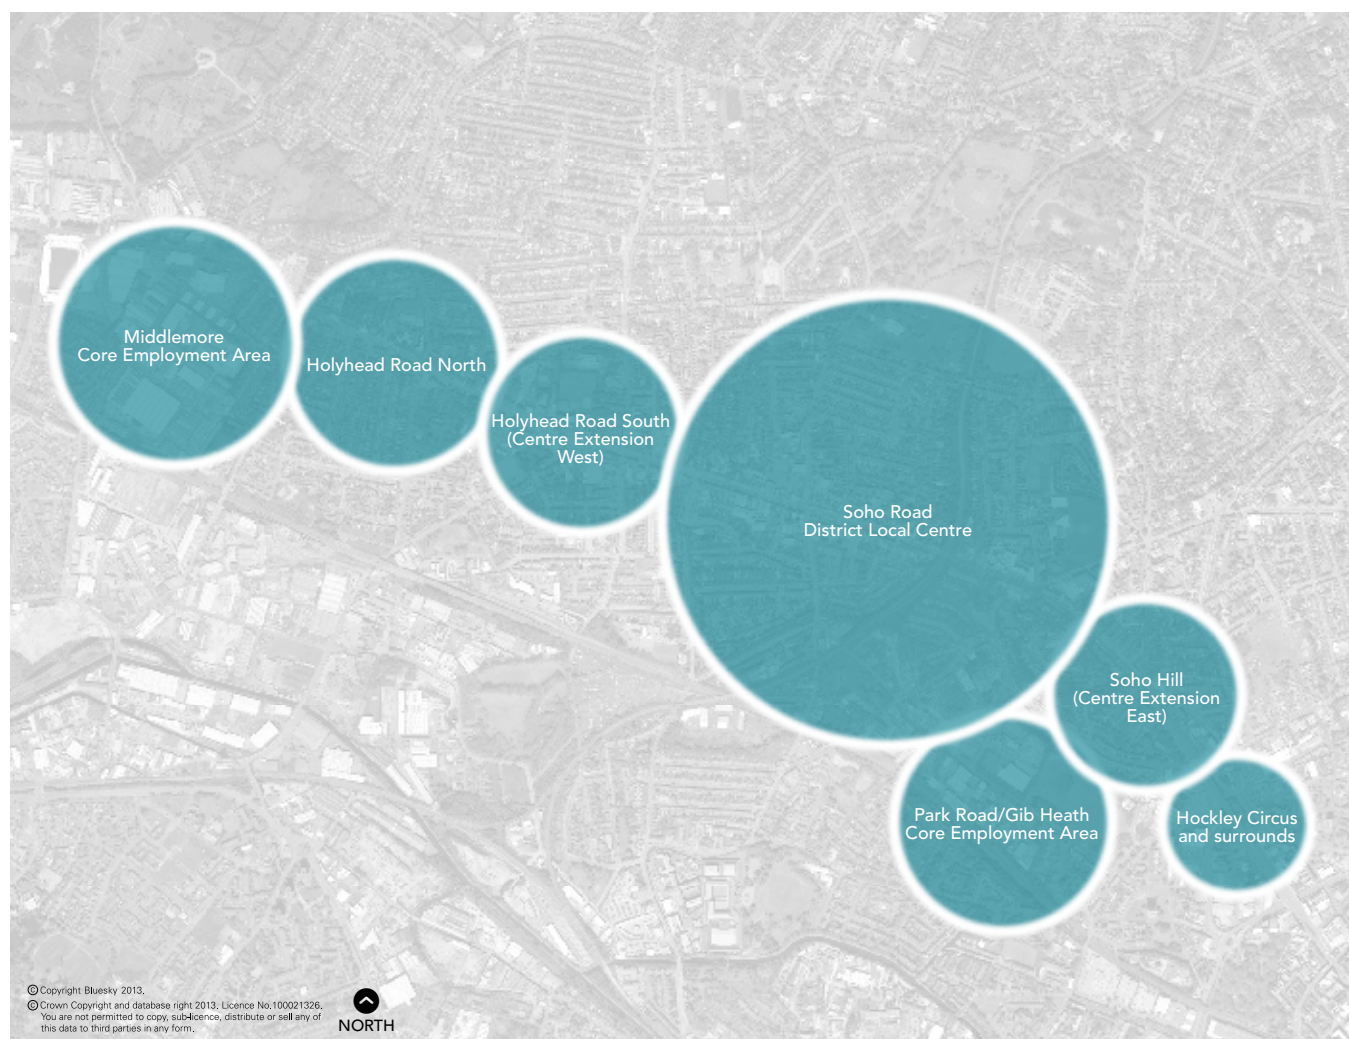 Middlemore
Core Employment Area
Holyhead Road North
Holyhead Road South
(Centre Extension
West)
Soho Road
District Local Centre
Soho Hill
(Centre Extension
East)
Park Road/Gib Heath
Core Employment Area
Hockley Circus
and surrounds
© Copyright Bluesky 2013.
© Crown Copyright and database right 2013. Licence No.100021326.
You are not permitted to copy, sub-licence, distribute or sell any of
this data to third parties in any form.
NORTH